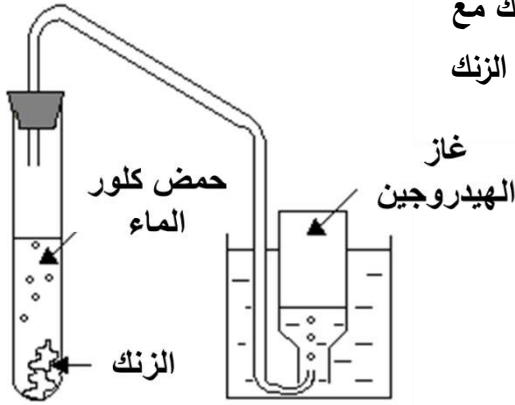 مع
الزنك
غاز
الهيدروجين
حمض كلور
الماء
الزنك